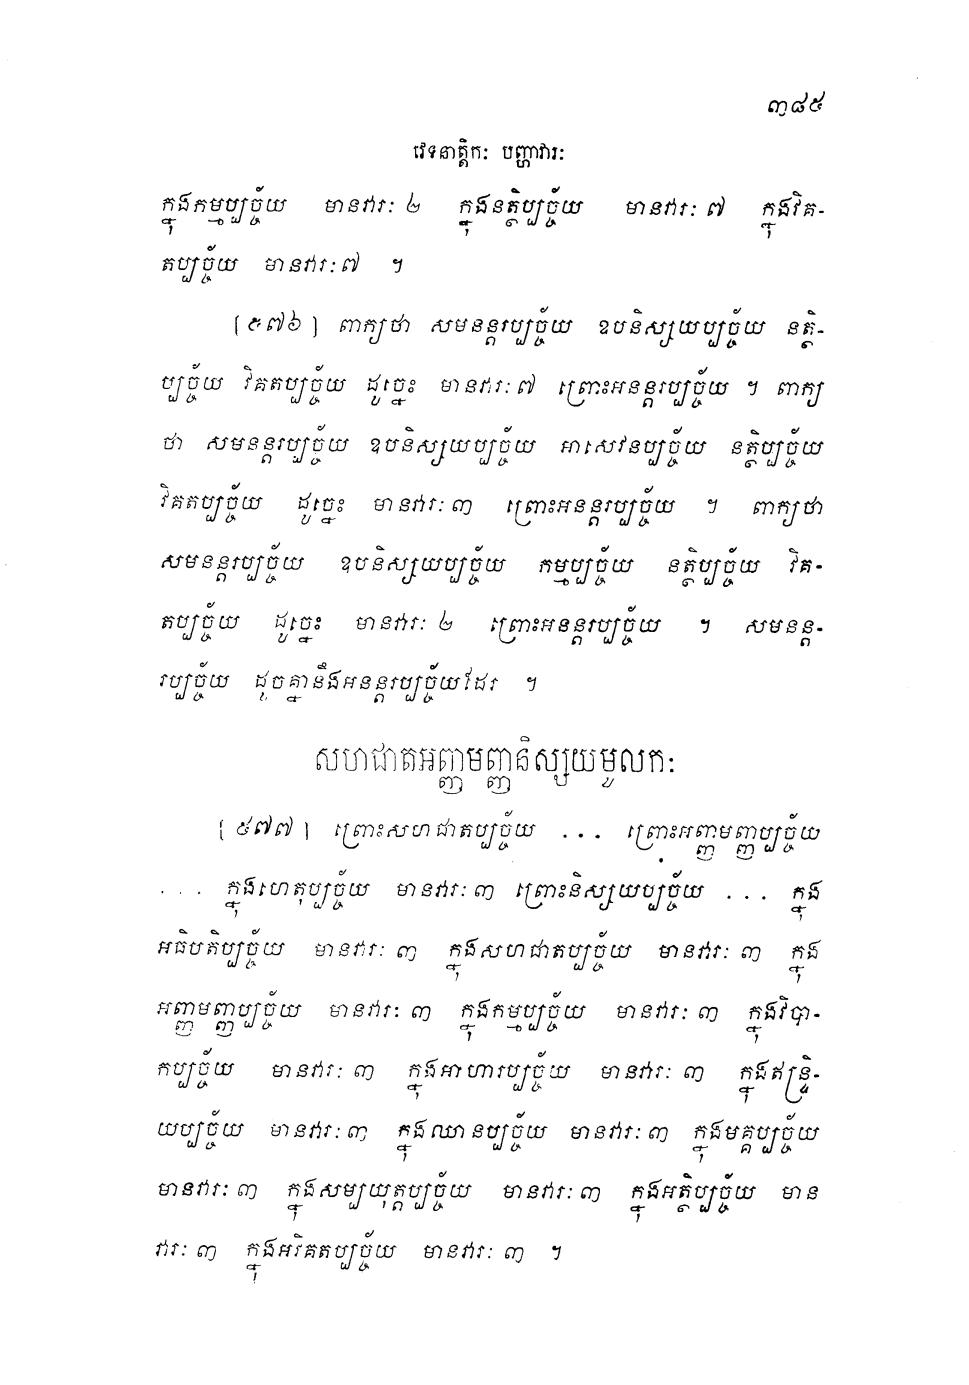 ៣៨៥
វេទនាត្តិកៈ បញ្ហាវារៈ
ក្នុងកម្មប្បច្ច័យ មានវារៈ ២ ក្នុងនត្ថិប្បច្ច័យ មានវារៈ ៧ ក្នុងវិគ-
តប្បច្ច័យ មានវារៈ ៧ ។
[៥៧៦] ពាក្យថា សមនន្តរប្បច្ច័យ ឧបនិស្សយប្បច្ច័យ នត្ថិ-
ប្បច្ច័យ វិគតប្បច្ច័យ ដូច្នេះ មានវារៈ ៧ ព្រោះអនន្តរប្បច្ច័យ ។ ពាក្យ
ថា សមនន្តរប្បច្ច័យ ឧបនិស្សយប្បច្ច័យ អាសេវនប្បច្ច័យ នត្ថិប្បច្ច័យ
វិគតប្បច្ច័យ ដូច្នេះ មានវារៈ ៣ ព្រោះអនន្តរប្បច្ច័យ ។ ពាក្យថា
សមនន្តរប្បច្ច័យ ឧបនិស្សយប្បច្ច័យ កម្មប្បច្ច័យ នត្ថិប្បច្ច័យ វិគ-
តប្បច្ច័យ ដូច្នេះ មានវារៈ ២ ព្រោះអនន្តរប្បច្ច័យ ។ សមនន្ត-
រប្បច្ច័យ ដូចគ្នានឹងអនន្តរប្បច្ច័យដែរ ។
សហជាតអញ្ញមញ្ញនិស្សយមូលកៈ
[៥៧៧] ព្រោះសហជាតប្បច្ច័យ ... ព្រោះអញ្ញមញ្ញប្បច្ច័យ
... ក្នុងហេតុប្បច្ច័យ មានវារៈ ៣ ព្រោះនិស្សយប្បច្ច័យ ... ក្នុង
អធិបតិប្បច្ច័យ មានវារៈ ៣ ក្នុងសហជាតប្បច្ច័យ មានវារៈ ៣ ក្នុង
អញ្ញមញ្ញប្បច្ច័យ មានវារៈ ៣ ក្នុងកម្មប្បច្ច័យ មានវារៈ ៣ ក្នុងវិបា-
កប្បច្ច័យ មានវារៈ ៣ ក្នុងអាហារប្បច្ច័យ មានវារៈ ៣ ក្នុងឥន្ទ្រិ-
យប្បច្ច័យ មានវារៈ ៣ ក្នុងឈានប្បច្ច័យ មានវារៈ ៣ ក្នុងមគ្គប្បច្ច័យ
មានវារៈ ៣ ក្នុងសម្បយុត្តប្បច្ច័យ មានវារៈ ៣ ក្នុងអត្ថិប្បច្ច័យ មាន
វារៈ ៣ ក្នុងអវិគតប្បច្ច័យ មានវារៈ ៣ ។